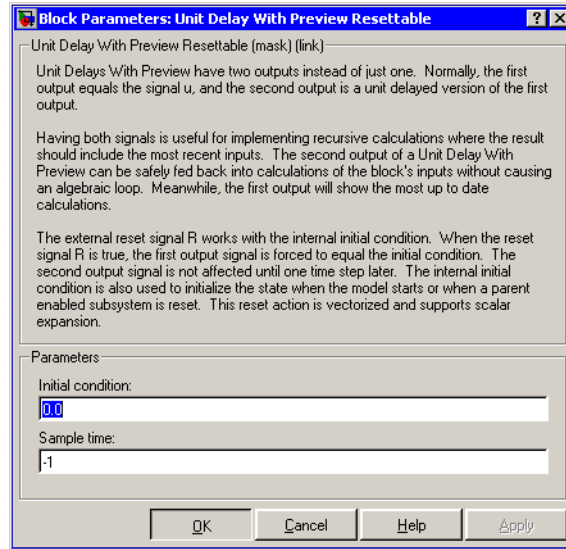 Block Parameters: Unit Delay With Preview Resettable
Unit Delay With Preview Resettable (mask) (link)
Unit Delays With Preview have two outputs instead of just one. Normally, the first
output equals the signal u, and the second output is a unit delayed version of the first
output.
Having both signals is useful for implementing recursive calculations where the result
should include the most recent inputs. The second output of a Unit Delay With
Preview can be safely fed back into calculations of the block's inputs without causing
an algebraic loop. Meanwhile, the first output will show the most up to date
calculations.
The external reset signal R works with the internal initial condition. When the reset
signal R is true, the first output signal is forced to equal the initial condition. The
second output signal is not affected until one time step later. The internal initial
condition is also used to initialize the state when the model starts or when a parent
enabled subsystem is reset. This reset action is vectorized and supports scalar
expansion.
Parameters
Initial condition:
0.0
Sample time:
-1
OK Cancel Help Apply